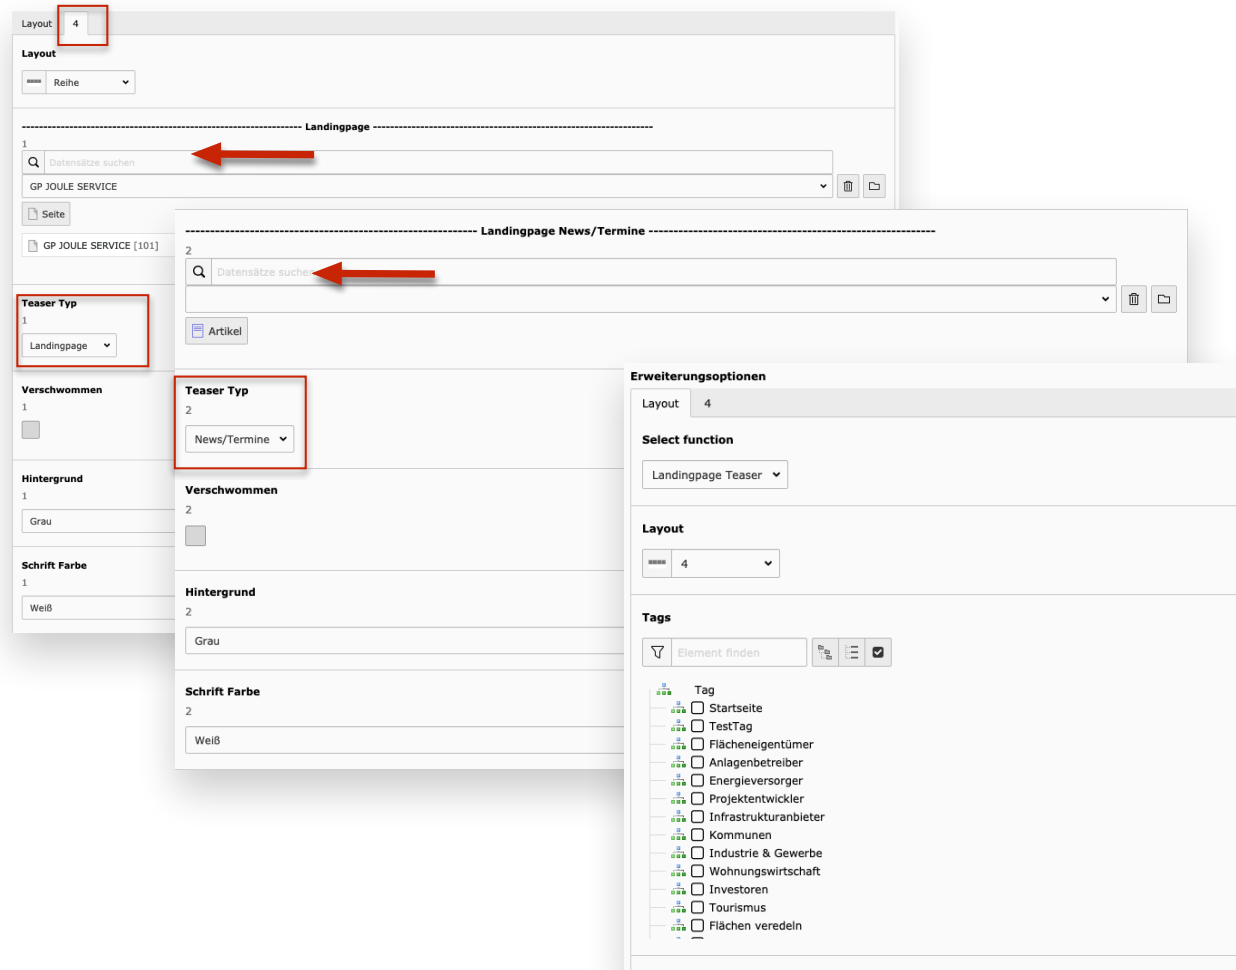 Layout 4
Layout
Reihe
---------------------------------------------------------------- Landingpage ----------------------------------------------------------------
1
Datensätze suchen
GP JOULE SERVICE
Seite
GP JOULE SERVICE [101]
Teaser Typ
1
Landingpage
Verschwommen
1
Hintergrund
1
Grau
Schrift Farbe
1
Weiß
---------------------------------------------------------- Landingpage News/Termine ----------------------------------------------------------
2
Datensätze suchen
Artikel
Teaser Typ
2
News/Termine
Verschwommen
2
Hintergrund
2
Grau
Schrift Farbe
2
Weiß
Erweiterungsoptionen
Layout 4
Select function
Landingpage Teaser
Layout
4
Tags
Element finden
Tag
Startseite
TestTag
Flächeneigentümer
Anlagenbetreiber
Energieversorger
Projektentwickler
Infrastrukturanbieter
Kommunen
Industrie & Gewerbe
Wohnungswirtschaft
Investoren
Tourismus
Flächen veredeln